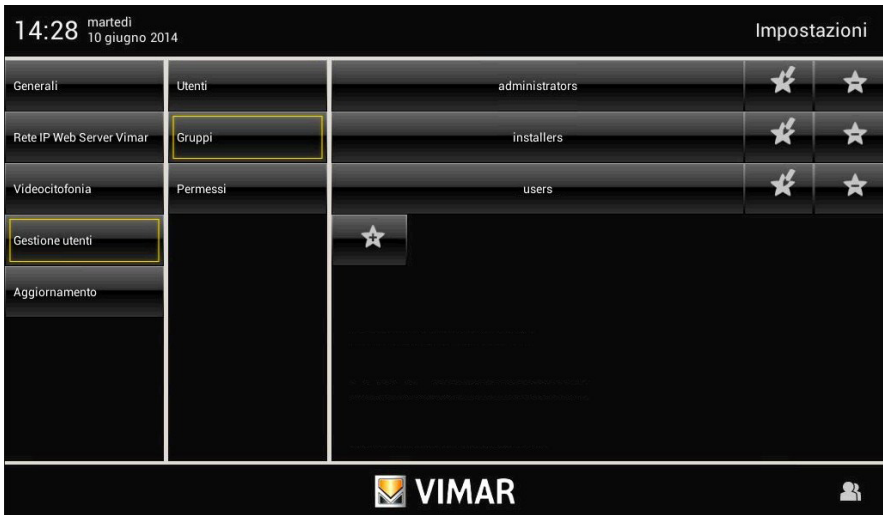 14:28 martedì
10 giugno 2014
Impostazioni
Generali
Utenti
administrators
Rete IP Web Server Vimar
Gruppi
installers
Videocitofonia
Permessi
users
Gestione utenti
Aggiornamento
VIMAR